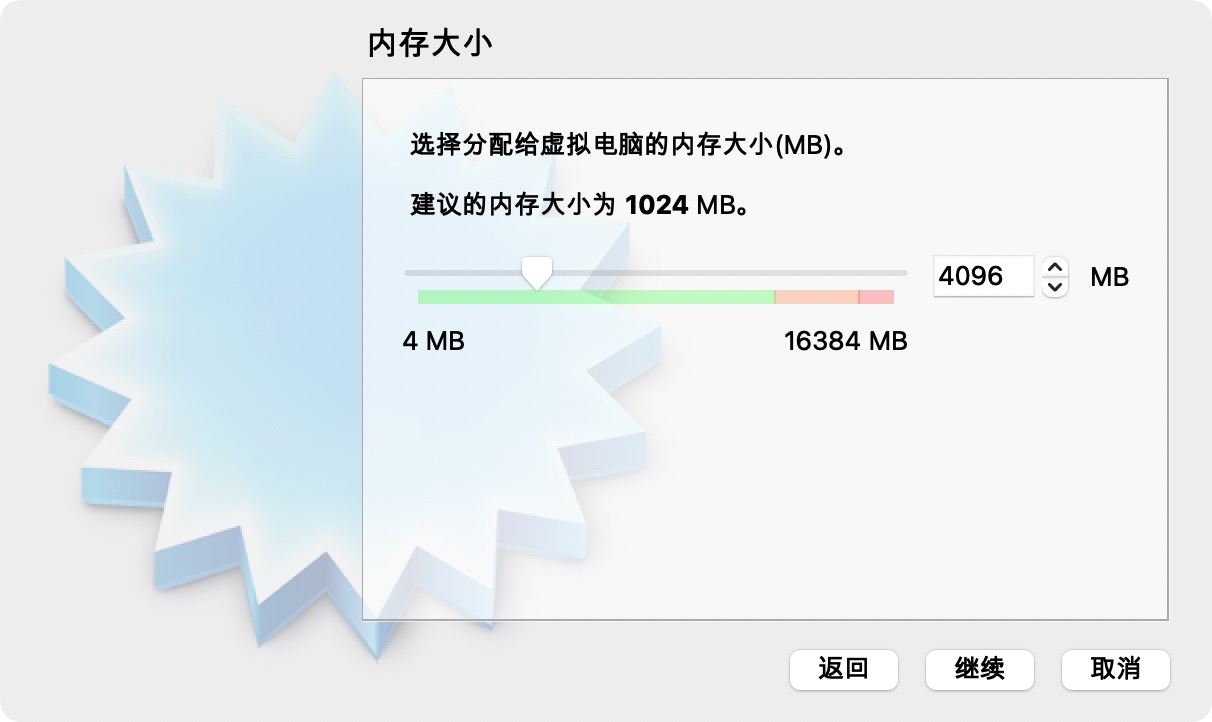 内存大小
选择分配给虚拟电脑的内存大小(MB)。
建议的内存大小为 1024 MB。
4096 MB
4 MB 16384 MB
返回 继续 取消